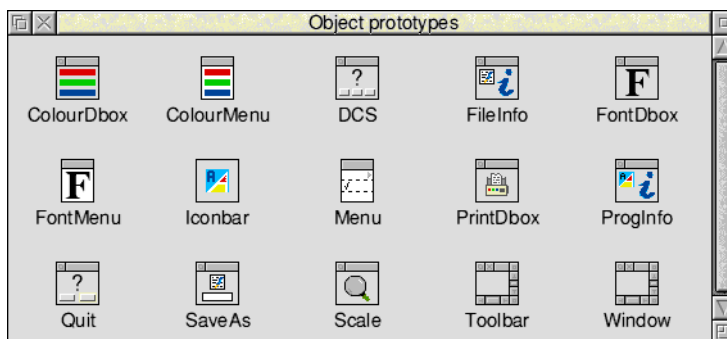 Object prototypes
ColourDbox ColourMenu DCS FileInfo FontDbox
FontMenu Iconbar Menu PrintDbox ProgInfo
Quit SaveAs Scale Toolbar Window